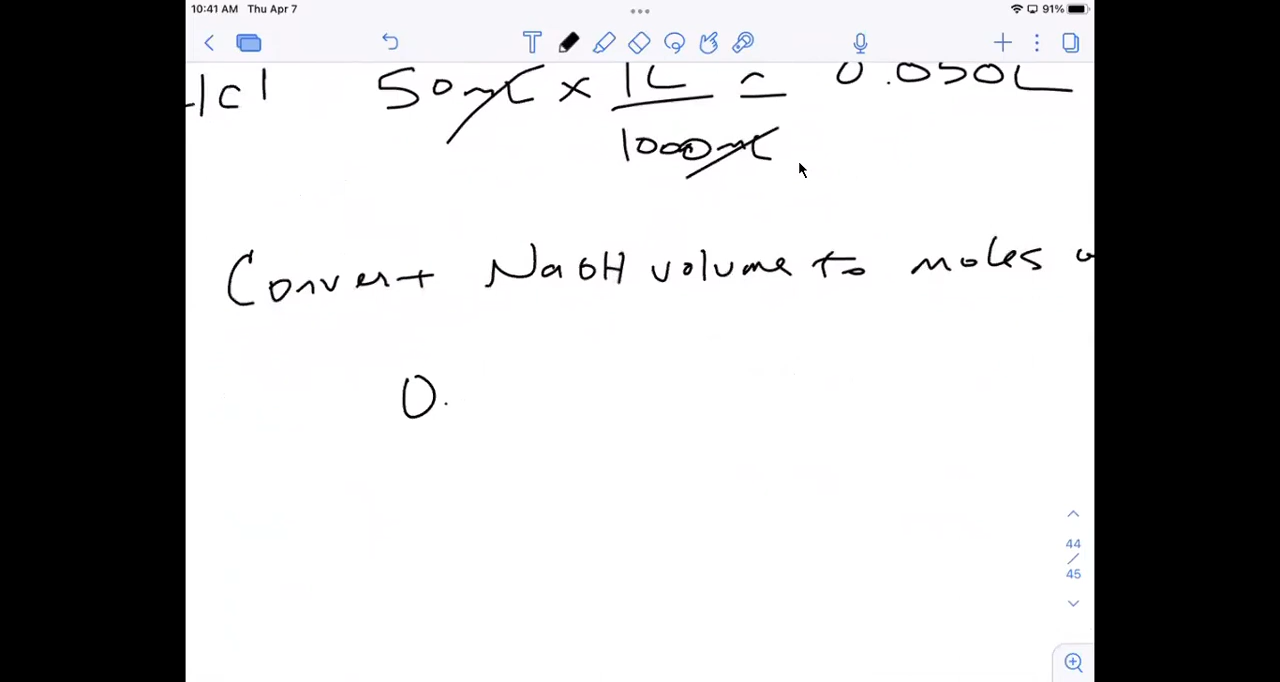 10:41 AM Thu Apr 7
91%
HCl 50mL x 1L = 0.050L
1000mL
Convert NaOH volume to moles o
0.
44
/
45